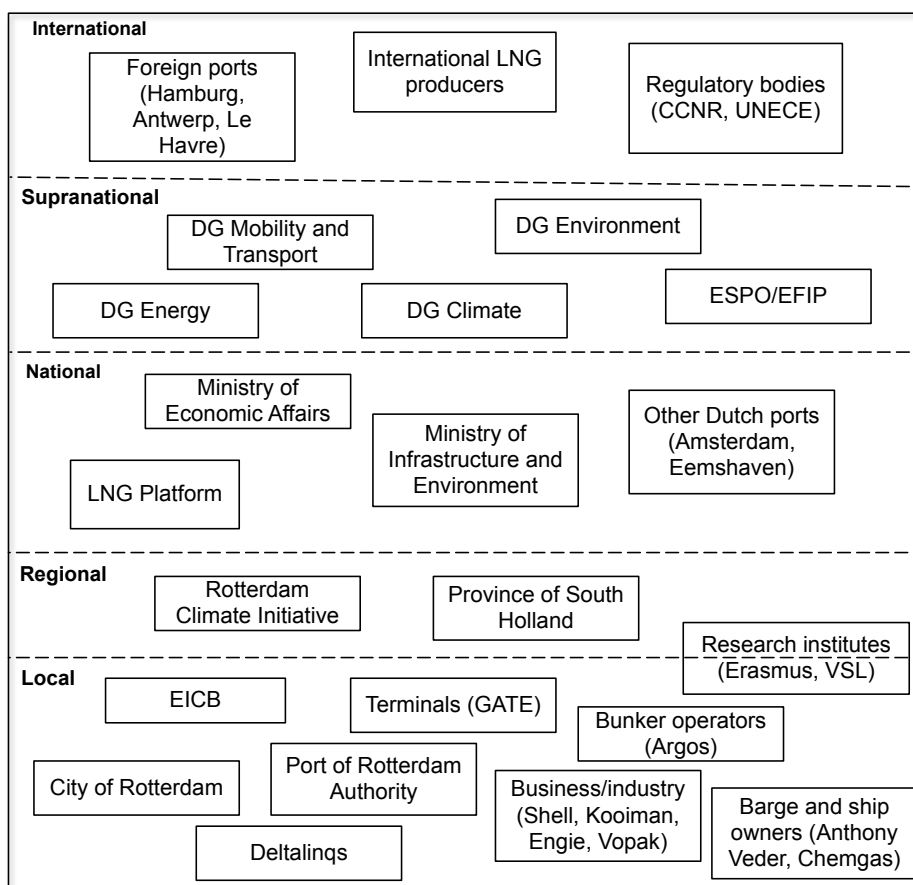 International
Foreign ports
(Hamburg,
Antwerp, Le
Havre)
International LNG
producers
Regulatory bodies
(CCNR, UNECE)
Supranational
DG Mobility and
Transport
DG Environment
DG Energy
DG Climate
ESPO/EFIP
National
Ministry of
Economic Affairs
Ministry of
Infrastructure and
Environment
Other Dutch ports
(Amsterdam,
Eemshaven)
LNG Platform
Regional
Rotterdam
Climate Initiative
Province of South
Holland
Research institutes
(Erasmus, VSL)
Local
EICB
Terminals (GATE)
Bunker operators
(Argos)
City of Rotterdam
Port of Rotterdam
Authority
Business/industry
(Shell, Kooiman,
Engie, Vopak)
Barge and ship
owners (Anthony
Veder, Chemgas)
Deltalinqs